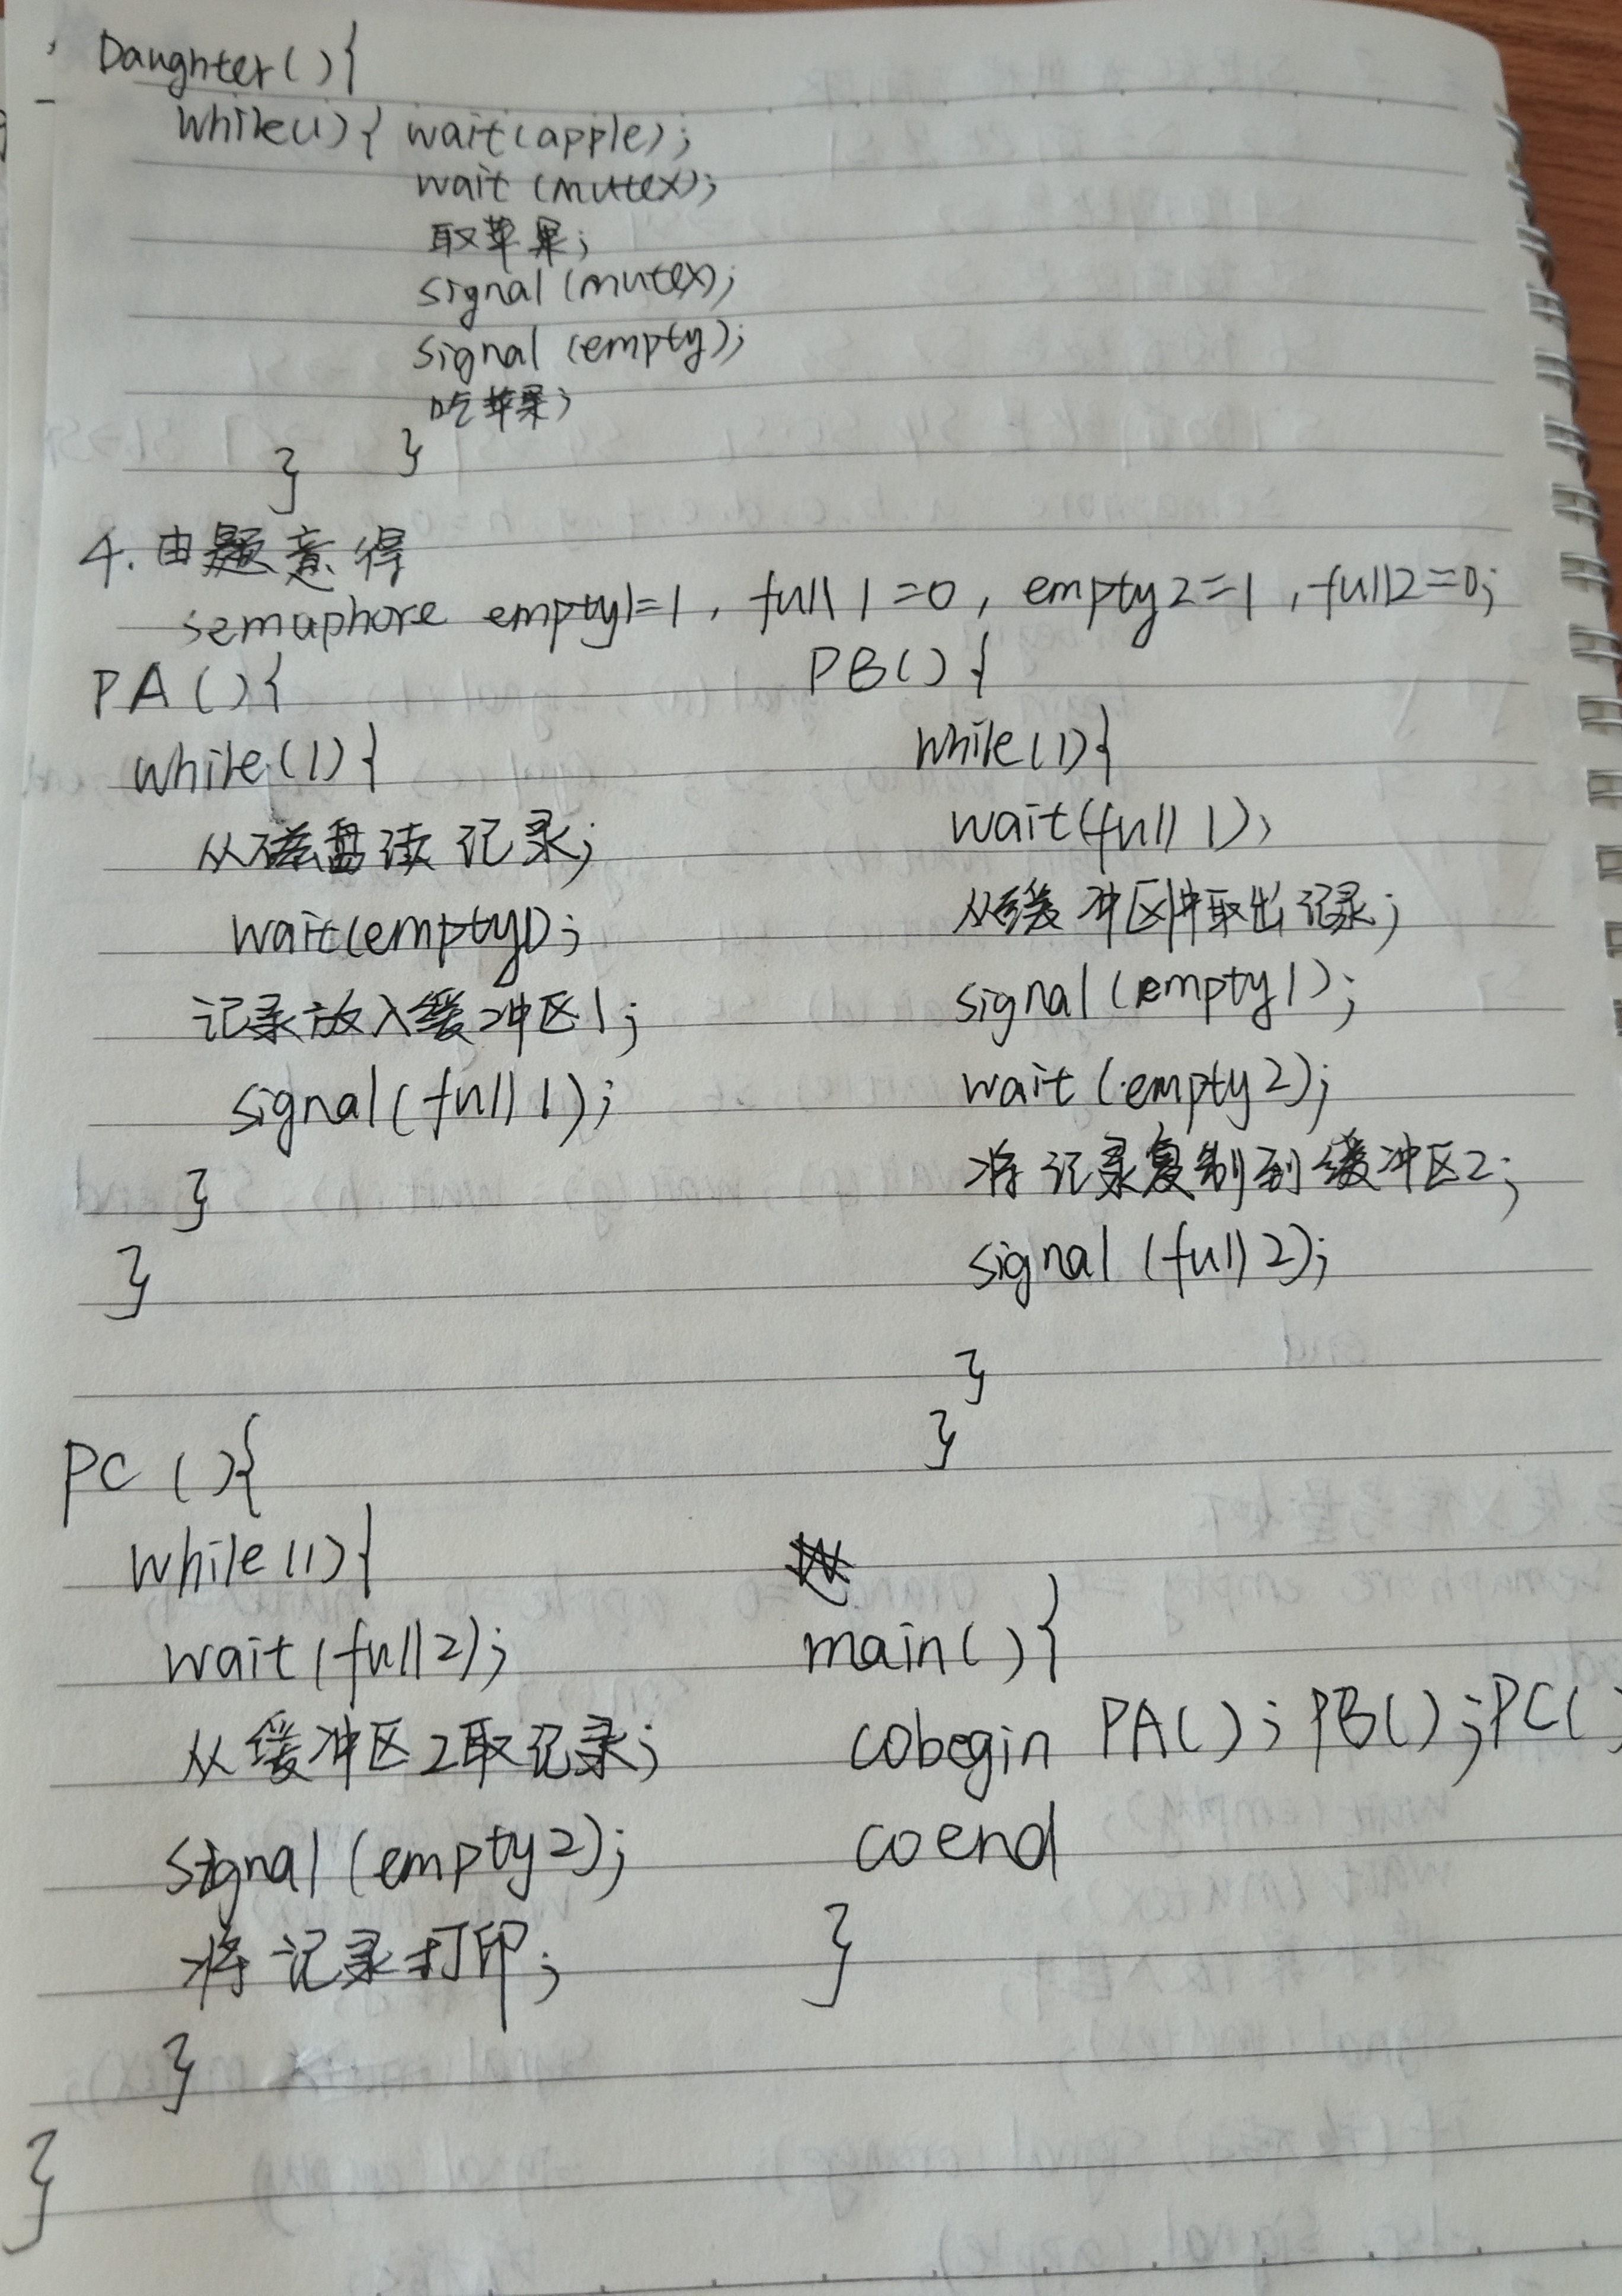 Daughter(){
while(1){ wait(apple);
wait(mutex);
取苹果;
signal(mutex);
signal(empty);
吃苹果;
}
}
4.由题意得
semaphore empty1=1, full1=0, empty2=1, full2=0;
PA(){
while(1){
从磁盘读记录;
wait(empty1);
记录放入缓冲区1;
signal(full1);
}
}
PB(){
while(1){
wait(full1);
从缓冲区中取出记录;
signal(empty1);
wait(empty2);
将记录复制到缓冲区2;
signal(full2);
}
}
PC(){
while(1){
wait(full2);
从缓冲区2取记录;
signal(empty2);
将记录打印;
}
}
main(){
cobegin PA(); PB(); PC(
coend
}